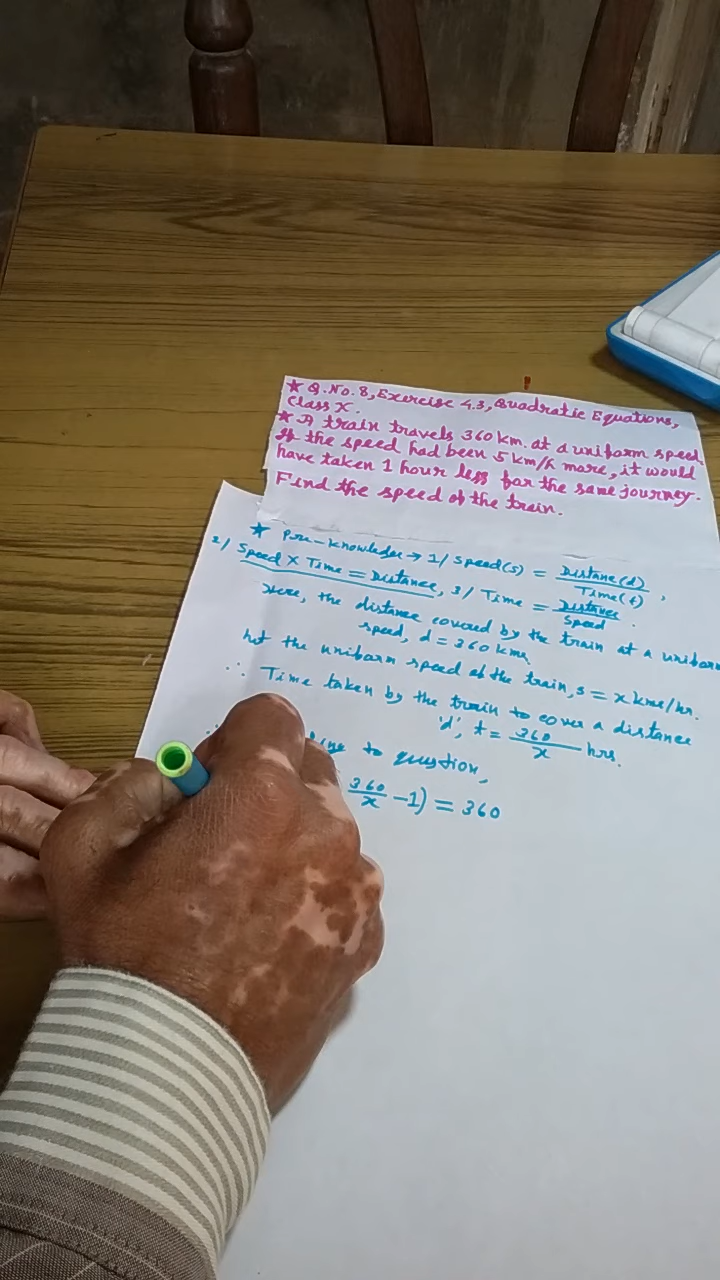 ★ Q.No.8, Exercise 4.3, Quadratic Equations,
Class X.
★ A train travels 360 km. at a uniform speed.
If the speed had been 5 km/h more, it would
have taken 1 hour less for the same journey.
Find the speed of the train.
★ Pre-knowledge → 1/ Speed(s) = Distance(d)/Time(t),
2/ Speed × Time = Distance, 3/ Time = Distance/Speed.
Here, the distance covered by the train at a uniform
speed, d = 360 kms.
Let the uniform speed of the train, s = x kms/hr.
∴ Time taken by the train to cover a distance
'd', t = 360/x hrs.
to question,
360/x - 1) = 360